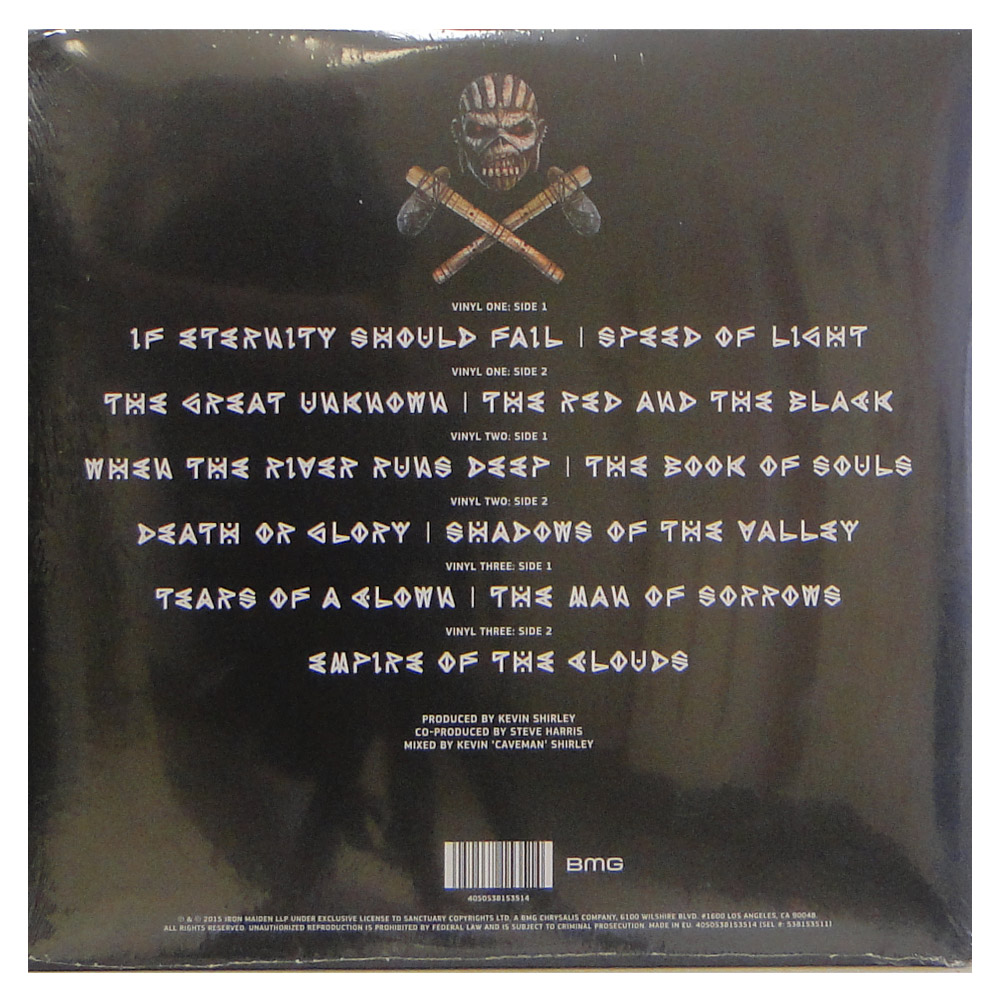 VINYL ONE: SIDE 1
IF ETERNITY SHOULD FAIL | SPEED OF LIGHT
VINYL ONE: SIDE 2
THE GREAT UNKNOWN | THE RED AND THE BLACK
VINYL TWO: SIDE 1
WHEN THE RIVER RUNS DEEP | THE BOOK OF SOULS
VINYL TWO: SIDE 2
DEATH OR GLORY | SHADOWS OF THE VALLEY
VINYL THREE: SIDE 1
TEARS OF A CLOWN | THE MAN OF SORROWS
VINYL THREE: SIDE 2
EMPIRE OF THE CLOUDS
PRODUCED BY KEVIN SHIRLEY
CO-PRODUCED BY STEVE HARRIS
MIXED BY KEVIN 'CAVEMAN' SHIRLEY
BMG
4050538153514
℗ & © 2015 IRON MAIDEN LLP UNDER EXCLUSIVE LICENSE TO SANCTUARY COPYRIGHTS LTD. A BMG CHRYSALIS COMPANY, 6100 WILSHIRE BLVD. #1600 LOS ANGELES, CA 90048.
ALL RIGHTS RESERVED. UNAUTHORIZED REPRODUCTION IS PROHIBITED BY FEDERAL LAW AND IS SUBJECT TO CRIMINAL PROSECUTION. MADE IN EU. 4050538153514 (SEL #: 538153511)